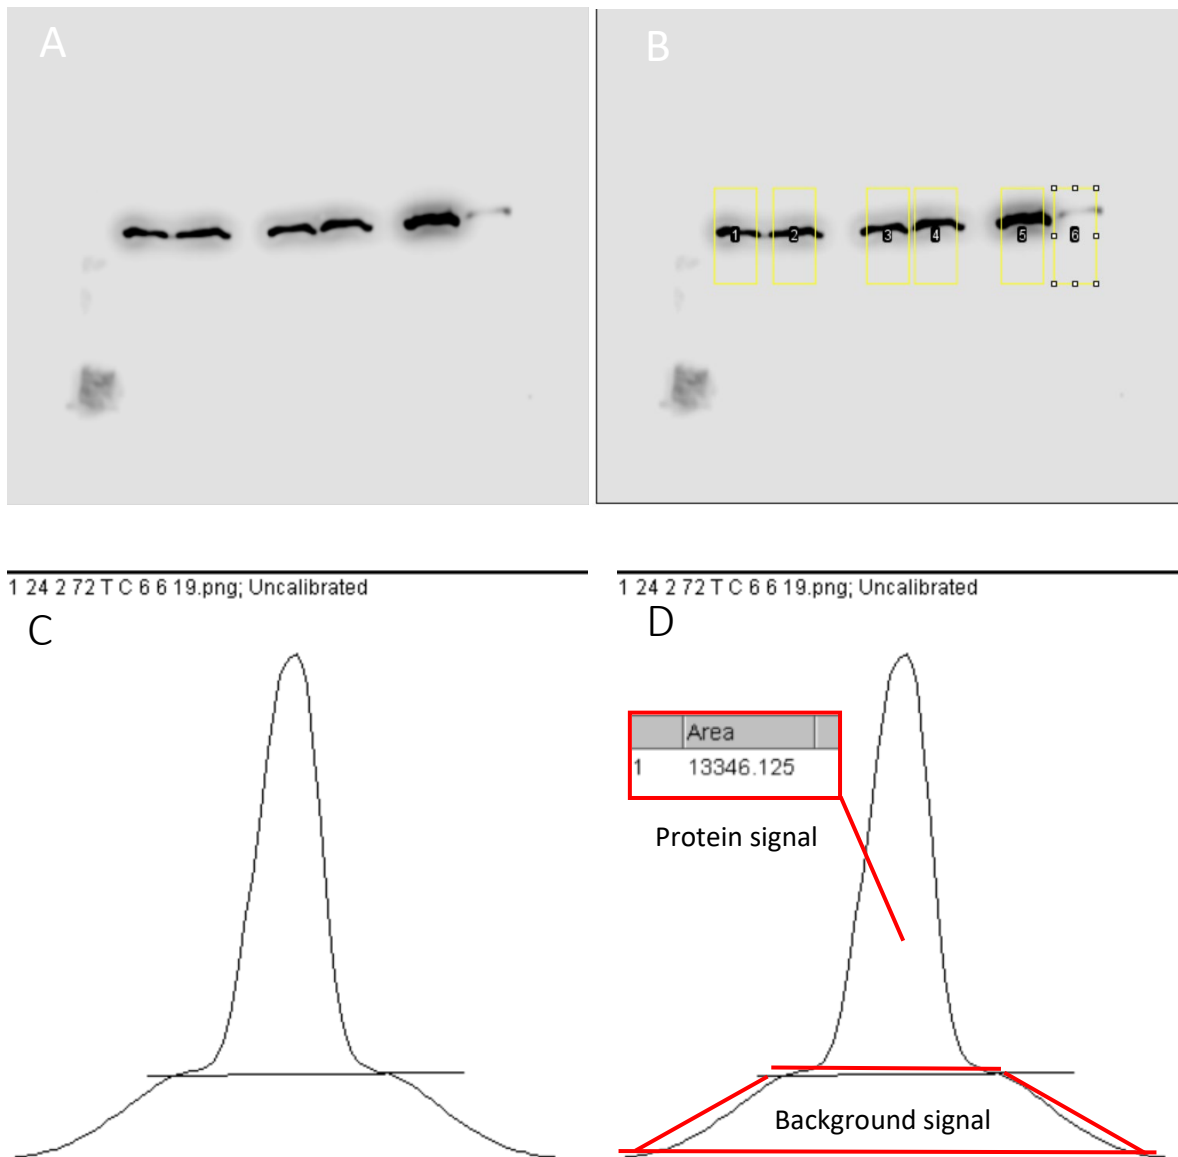 A
B
1 2 3 4 5 6
1 24 2 72 T C 6 6 19.png; Uncalibrated
C
1 24 2 72 T C 6 6 19.png; Uncalibrated
D
Area
1 13346.125
Protein signal
Background signal